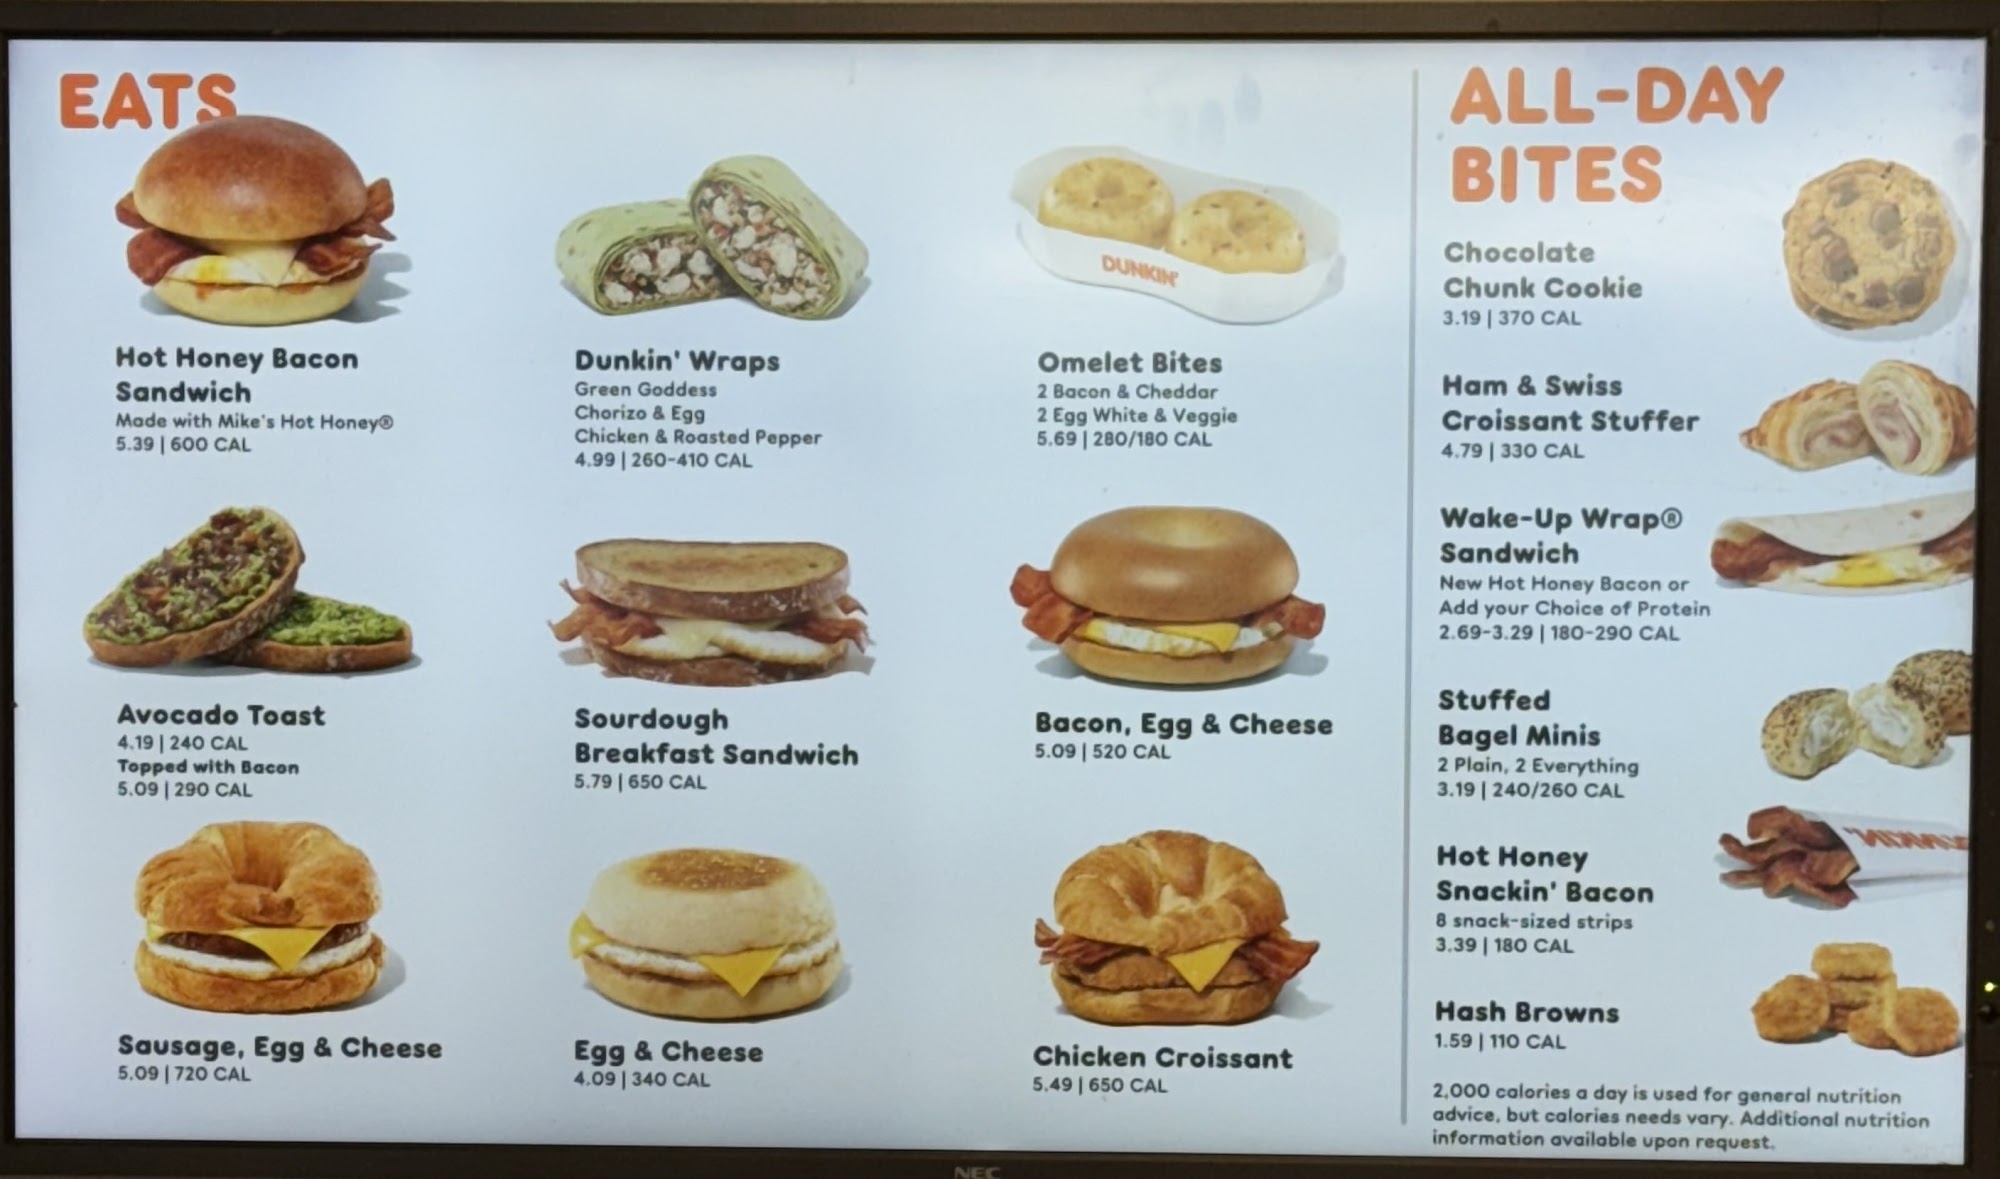 EATS
Hot Honey Bacon
Sandwich
Made with Mike's Hot Honey®
5.39 | 600 CAL
Dunkin' Wraps
Green Goddess
Chorizo & Egg
Chicken & Roasted Pepper
4.99 | 260-410 CAL
DUNKIN'
Omelet Bites
2 Bacon & Cheddar
2 Egg White & Veggie
5.69 | 280/180 CAL
Avocado Toast
4.19 | 240 CAL
Topped with Bacon
5.09 | 290 CAL
Sourdough
Breakfast Sandwich
5.79 | 650 CAL
Bacon, Egg & Cheese
5.09 | 520 CAL
Sausage, Egg & Cheese
5.09 | 720 CAL
Egg & Cheese
4.09 | 340 CAL
Chicken Croissant
5.49 | 650 CAL
ALL-DAY
BITES
Chocolate
Chunk Cookie
3.19 | 370 CAL
Ham & Swiss
Croissant Stuffer
4.79 | 330 CAL
Wake-Up Wrap®
Sandwich
New Hot Honey Bacon or
Add your Choice of Protein
2.69-3.29 | 180-290 CAL
Stuffed
Bagel Minis
2 Plain, 2 Everything
3.19 | 240/260 CAL
Hot Honey
Snackin' Bacon
8 snack-sized strips
3.39 | 180 CAL
DUNKIN'
Hash Browns
1.59 | 110 CAL
2,000 calories a day is used for general nutrition
advice, but calories needs vary. Additional nutrition
information available upon request.
NEC